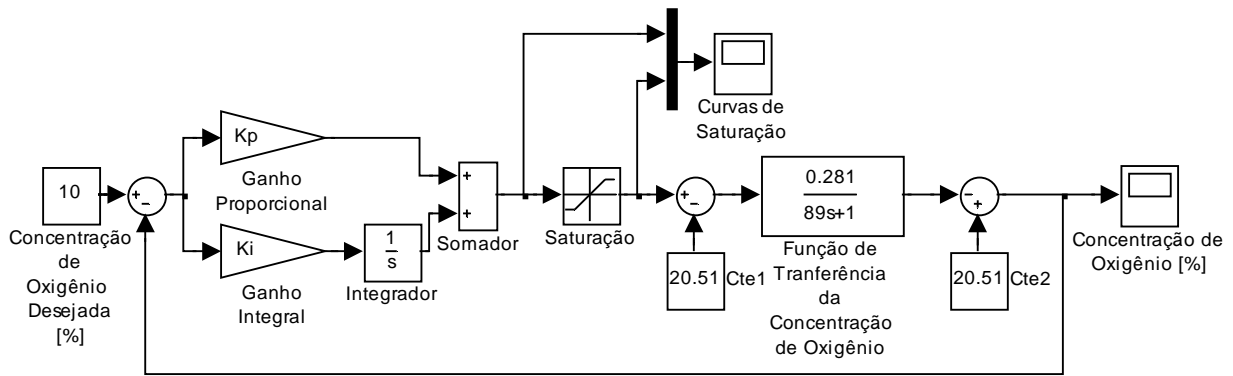 Curvas de
Saturação
Kp
Ganho
Proporcional
10
+
−
Concentração
de
Oxigênio
Desejada
[%]
Ki
Ganho
Integral
1
s
Integrador
+
+
Somador
Saturação
+
−
20.51
Cte1
0.281
89s+1
Função de
Tranferência
da
Concentração
de Oxigênio
−
+
20.51
Cte2
Concentração de
Oxigênio [%]